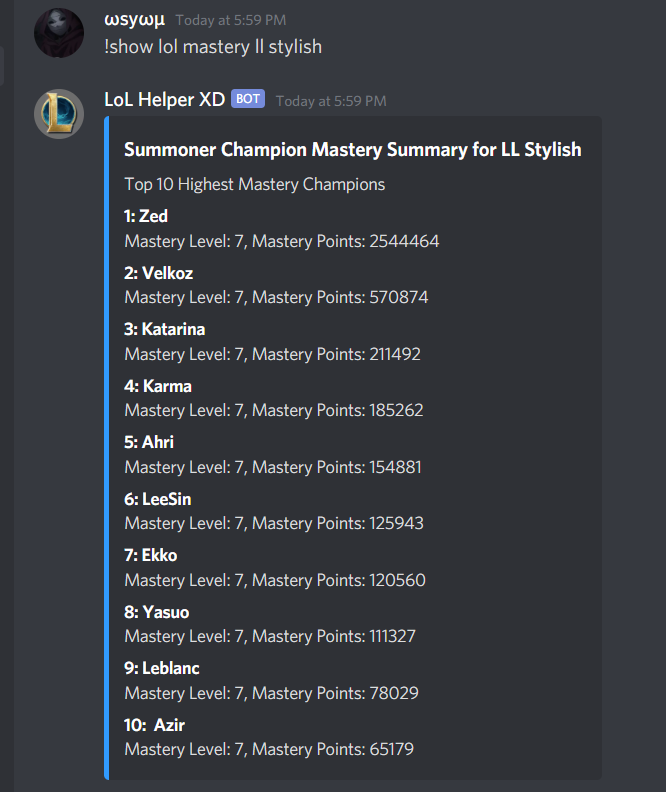 ωsyωμ Today at 5:59 PM
!show lol mastery ll stylish
LoL Helper XD BOT Today at 5:59 PM
Summoner Champion Mastery Summary for LL Stylish
Top 10 Highest Mastery Champions
1: Zed
Mastery Level: 7, Mastery Points: 2544464
2: Velkoz
Mastery Level: 7, Mastery Points: 570874
3: Katarina
Mastery Level: 7, Mastery Points: 211492
4: Karma
Mastery Level: 7, Mastery Points: 185262
5: Ahri
Mastery Level: 7, Mastery Points: 154881
6: LeeSin
Mastery Level: 7, Mastery Points: 125943
7: Ekko
Mastery Level: 7, Mastery Points: 120560
8: Yasuo
Mastery Level: 7, Mastery Points: 111327
9: Leblanc
Mastery Level: 7, Mastery Points: 78029
10: Azir
Mastery Level: 7, Mastery Points: 65179